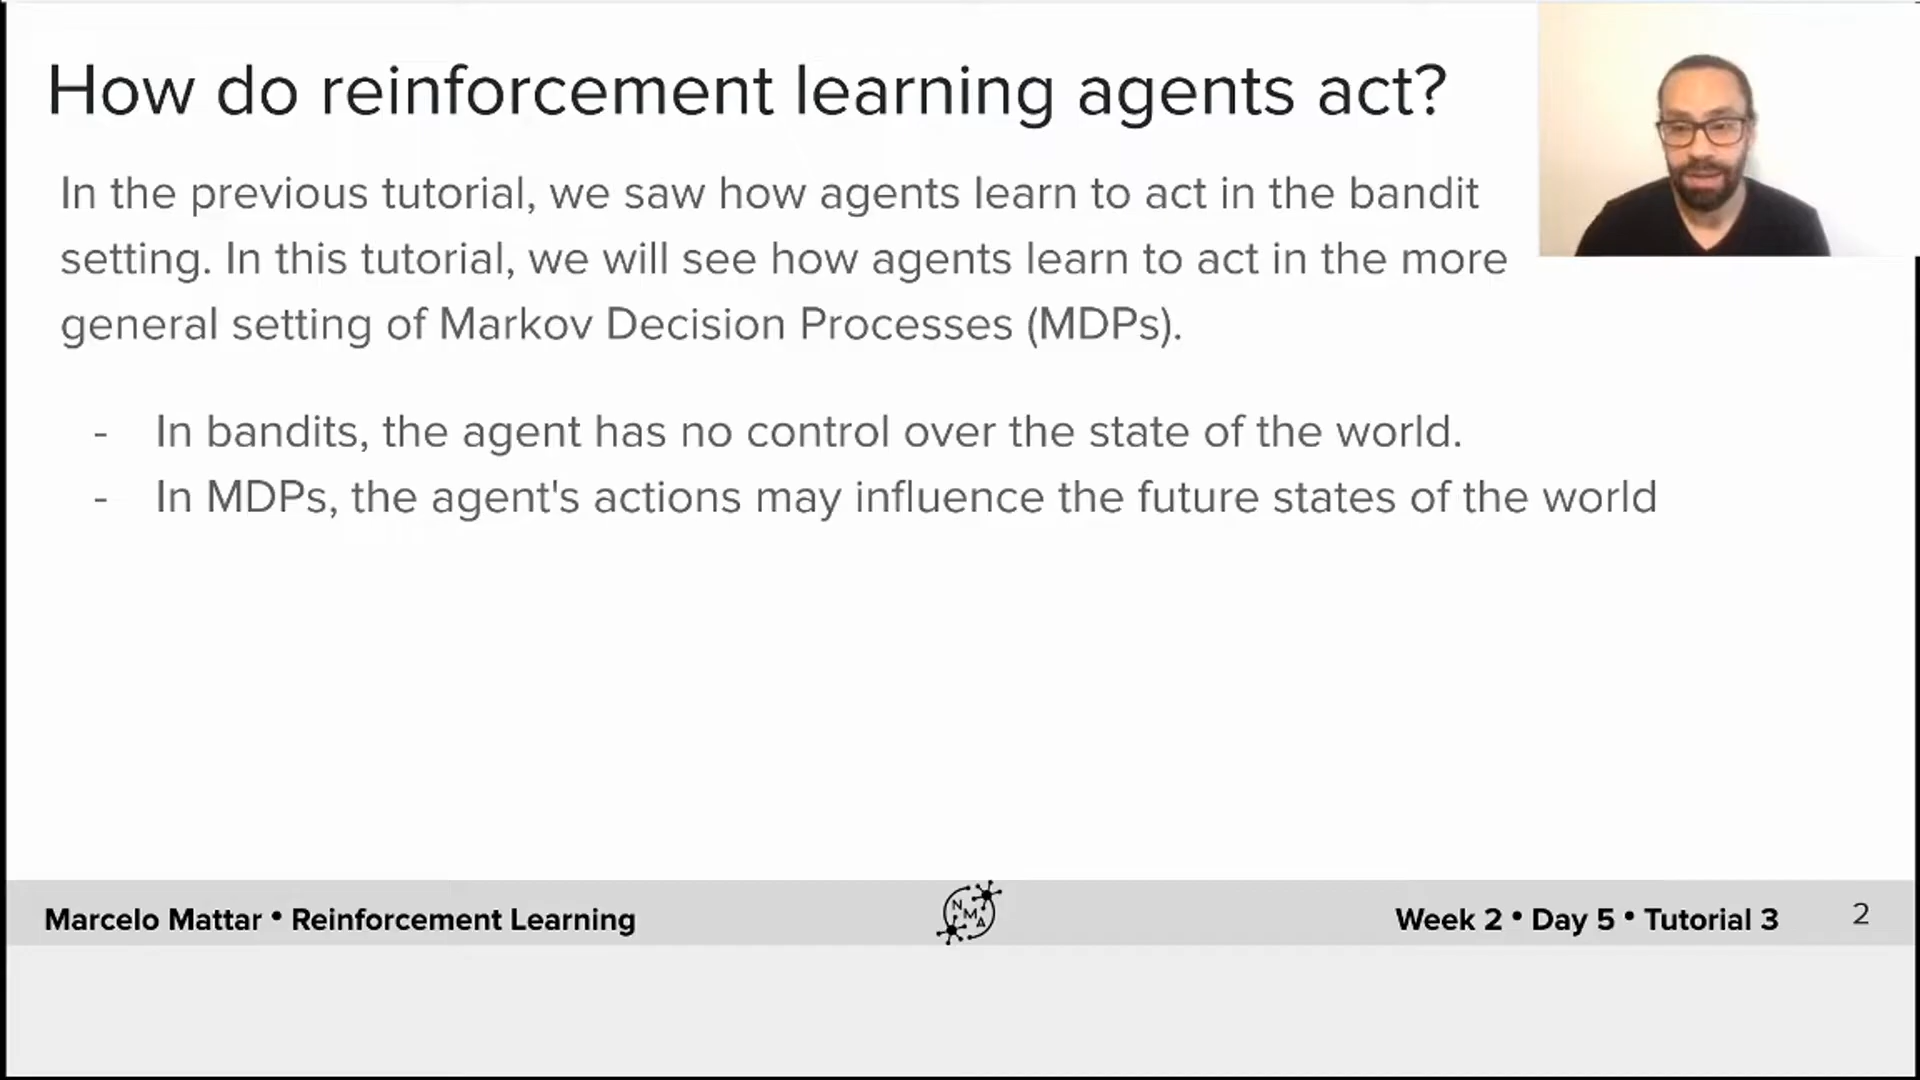 How do reinforcement learning agents act?
In the previous tutorial, we saw how agents learn to act in the bandit
setting. In this tutorial, we will see how agents learn to act in the more
general setting of Markov Decision Processes (MDPs).
- In bandits, the agent has no control over the state of the world.
- In MDPs, the agent's actions may influence the future states of the world
Marcelo Mattar • Reinforcement Learning
NMA
Week 2 • Day 5 • Tutorial 3
2